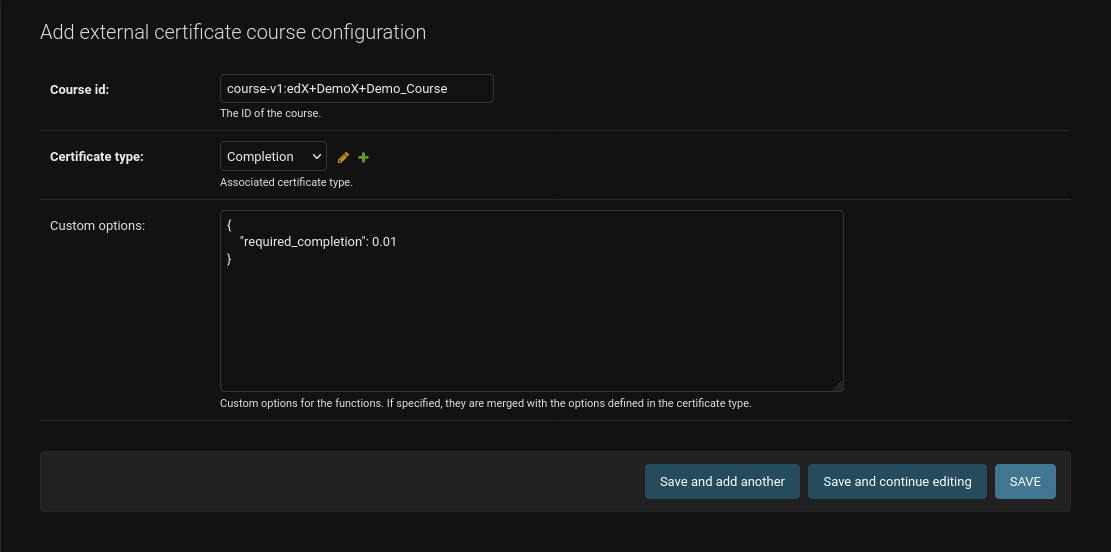 Add external certificate course configuration
Course id:
course-v1:edX+DemoX+Demo_Course
The ID of the course.
Certificate type:
Completion
Associated certificate type.
Custom options:
{
    "required_completion": 0.01
}
Custom options for the functions. If specified, they are merged with the options defined in the certificate type.
Save and add another
Save and continue editing
SAVE